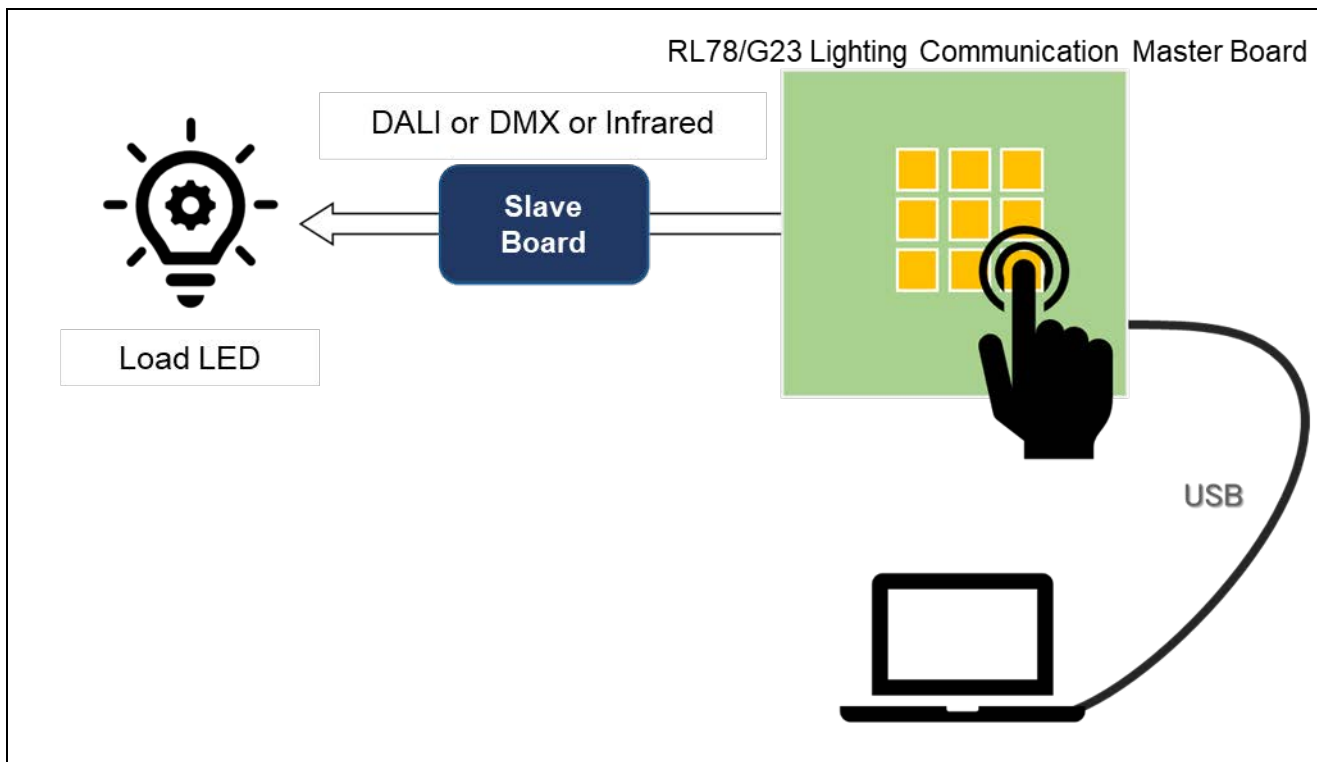 RL78/G23 Lighting Communication Master Board
DALI or DMX or Infrared
Slave
Board
Load LED
USB